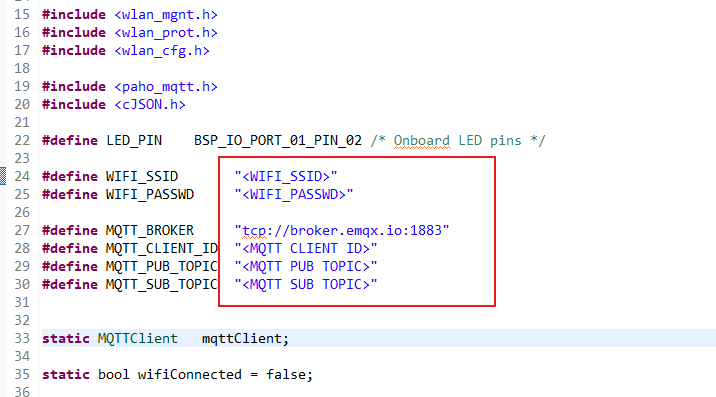 15 #include <wlan_mgnt.h>
16 #include <wlan_prot.h>
17 #include <wlan_cfg.h>
18
19 #include <paho_mqtt.h>
20 #include <cJSON.h>
21
22 #define LED_PIN    BSP_IO_PORT_01_PIN_02 /* Onboard LED pins */
23
24 #define WIFI_SSID       "<WIFI_SSID>"
25 #define WIFI_PASSWD     "<WIFI_PASSWD>"
26
27 #define MQTT_BROKER     "tcp://broker.emqx.io:1883"
28 #define MQTT_CLIENT_ID  "<MQTT CLIENT ID>"
29 #define MQTT_PUB_TOPIC  "<MQTT PUB TOPIC>"
30 #define MQTT_SUB_TOPIC  "<MQTT SUB TOPIC>"
31
32
33 static MQTTClient   mqttClient;
34
35 static bool wifiConnected = false;
36